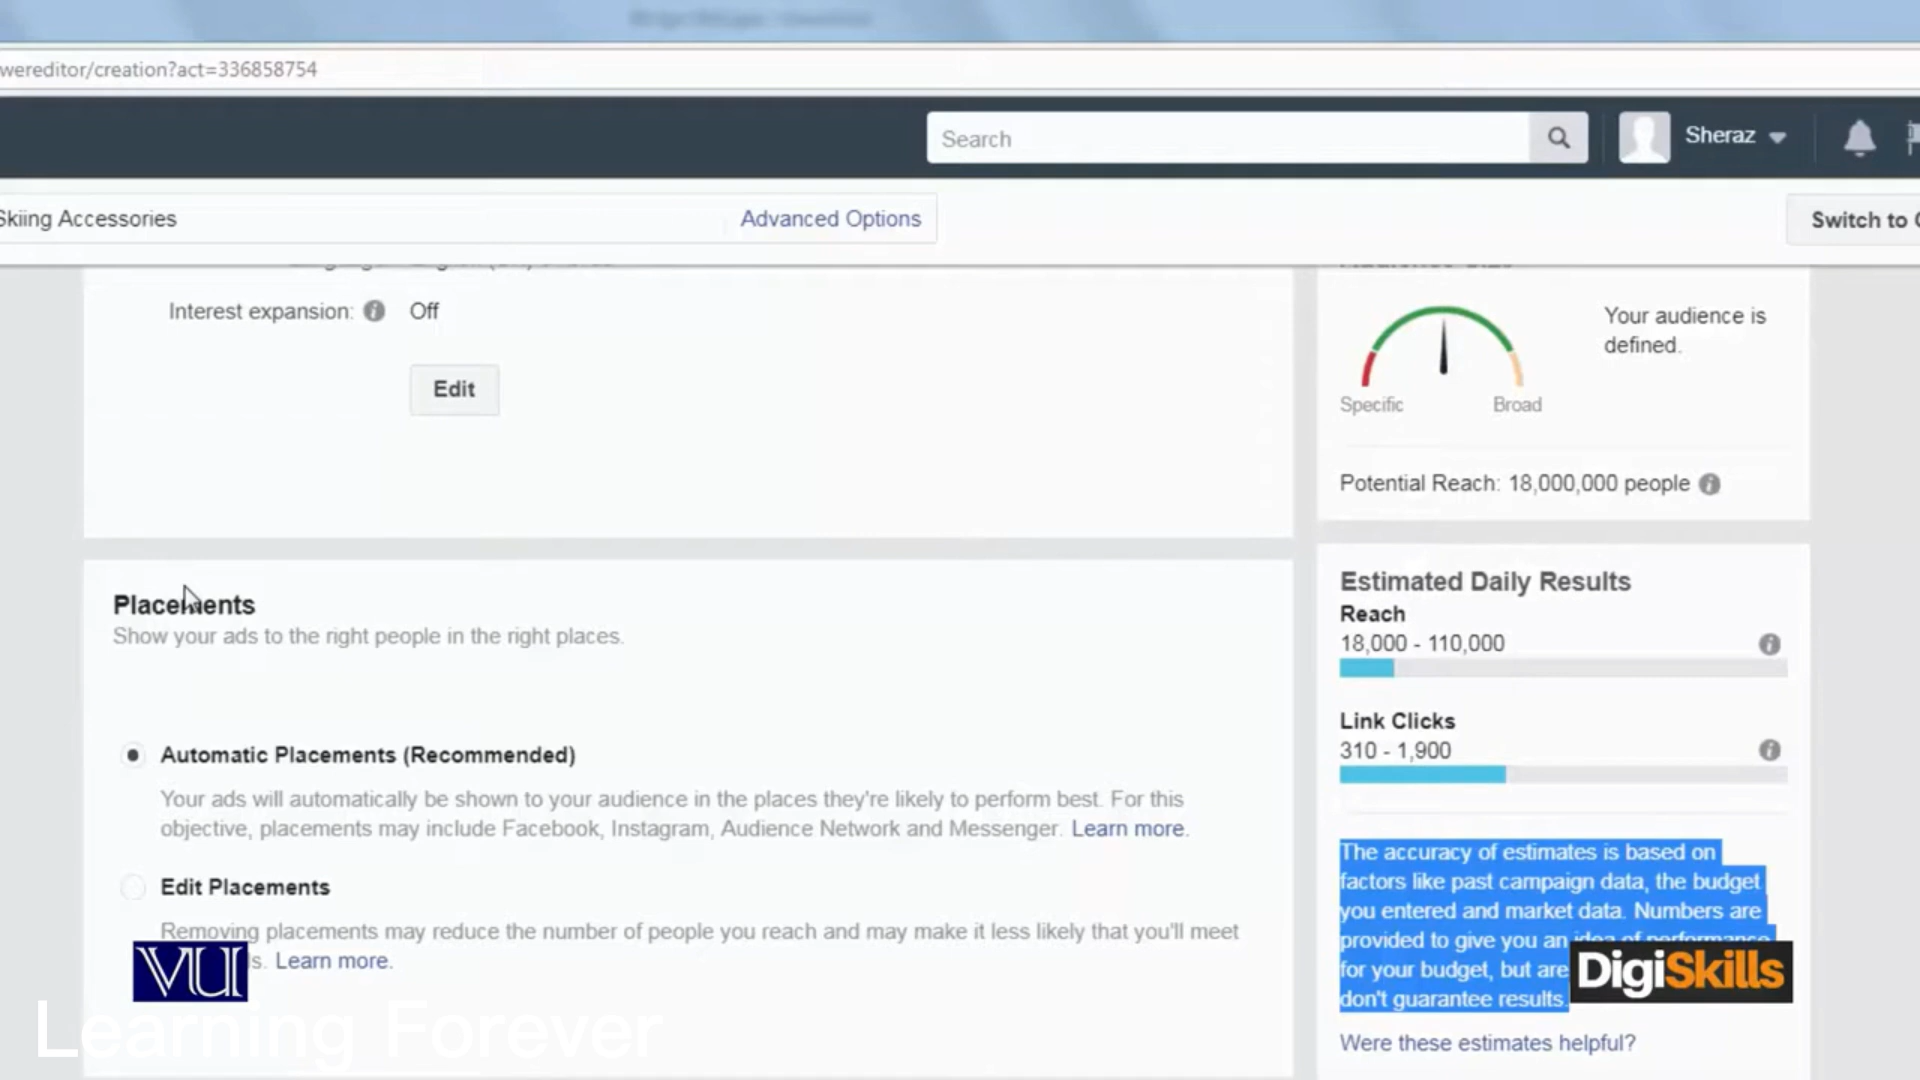 wereditor/creation?act=336858754
Search
Sheraz
Skiing Accessories
Advanced Options
Switch to
Interest expansion: Off
Edit
Your audience is
defined.
Specific
Broad
Potential Reach: 18,000,000 people
Placements
Show your ads to the right people in the right places.
Automatic Placements (Recommended)
Your ads will automatically be shown to your audience in the places they're likely to perform best. For this
objective, placements may include Facebook, Instagram, Audience Network and Messenger. Learn more.
Edit Placements
Removing placements may reduce the number of people you reach and may make it less likely that you'll meet
s. Learn more.
VU
Learning Forever
Estimated Daily Results
Reach
18,000 - 110,000
Link Clicks
310 - 1,900
The accuracy of estimates is based on
factors like past campaign data, the budget
you entered and market data. Numbers are
provided to give you an idea of performance
for your budget, but are
don't guarantee results.
DigiSkills
Were these estimates helpful?